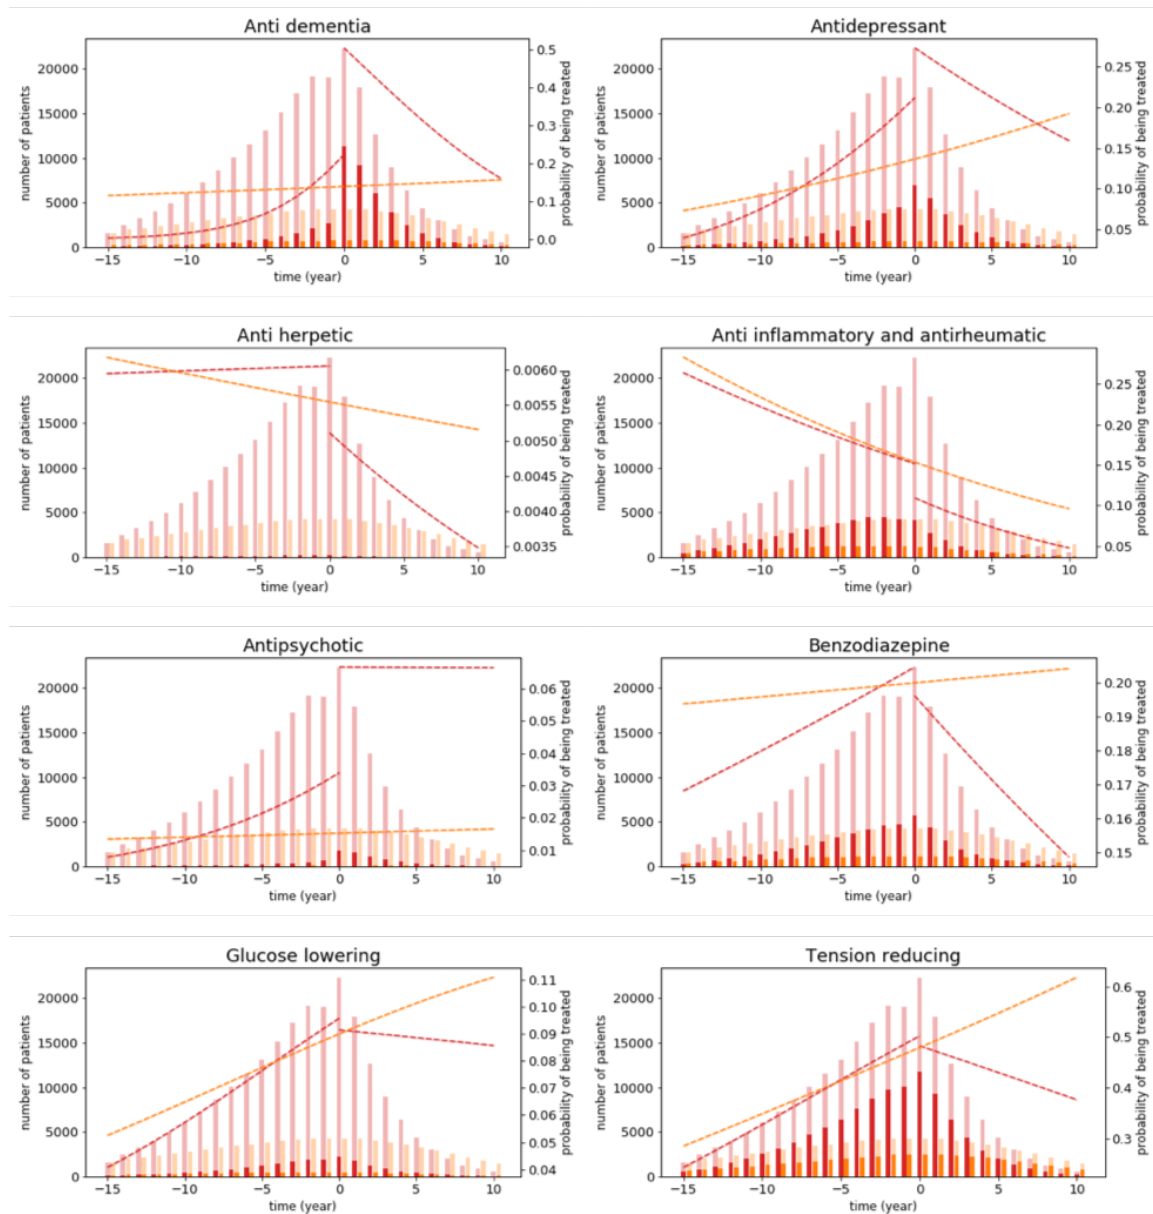 Anti dementia
number of patients
20000
15000
10000
5000
0
−15 −10 −5 0 5 10
time (year)
0.5
0.4
0.3
0.2
0.1
0.0
probability of being treated
Antidepressant
number of patients
20000
15000
10000
5000
0
−15 −10 −5 0 5 10
time (year)
0.25
0.20
0.15
0.10
0.05
probability of being treated
Anti herpetic
number of patients
20000
15000
10000
5000
0
−15 −10 −5 0 5 10
time (year)
0.0060
0.0055
0.0050
0.0045
0.0040
0.0035
probability of being treated
Anti inflammatory and antirheumatic
number of patients
20000
15000
10000
5000
0
−15 −10 −5 0 5 10
time (year)
0.25
0.20
0.15
0.10
0.05
probability of being treated
Antipsychotic
number of patients
20000
15000
10000
5000
0
−15 −10 −5 0 5 10
time (year)
0.06
0.05
0.04
0.03
0.02
0.01
probability of being treated
Benzodiazepine
number of patients
20000
15000
10000
5000
0
−15 −10 −5 0 5 10
time (year)
0.20
0.19
0.18
0.17
0.16
0.15
probability of being treated
Glucose lowering
number of patients
20000
15000
10000
5000
0
−15 −10 −5 0 5 10
time (year)
0.11
0.10
0.09
0.08
0.07
0.06
0.05
0.04
probability of being treated
Tension reducing
number of patients
20000
15000
10000
5000
0
−15 −10 −5 0 5 10
time (year)
0.6
0.5
0.4
0.3
probability of being treated